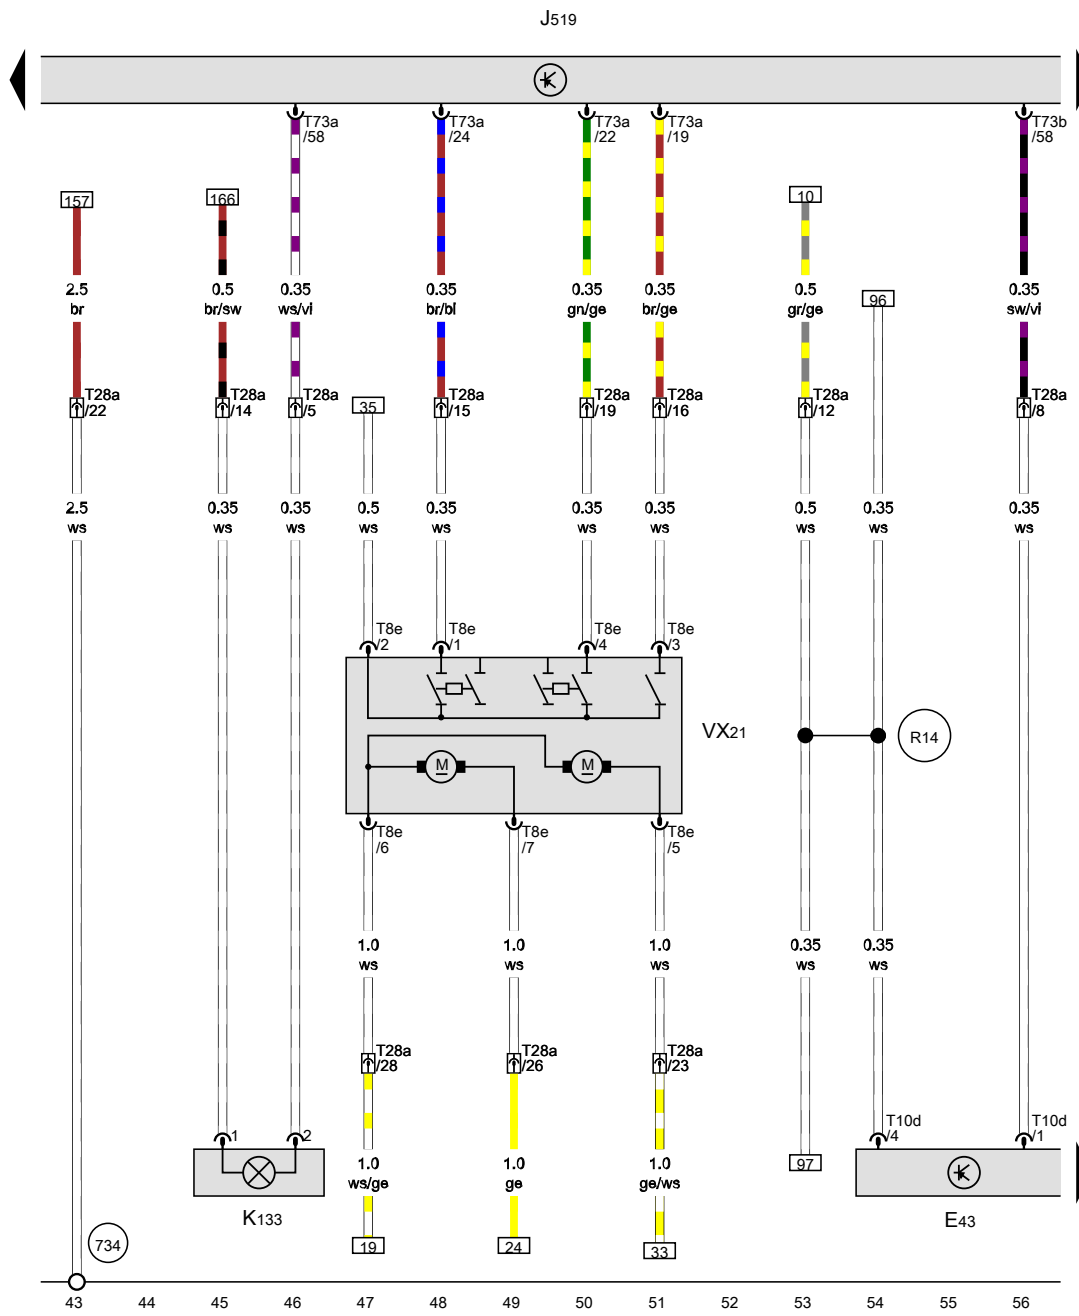 J519
T73a T73a T73a T73a T73b
/58 /24 /22 /19 /58
157 166 10
2.5 0.5 0.35 0.35 0.35 0.35 0.5 96 0.35
br br/sw ws/vi br/bl gn/ge br/ge gr/ge sw/vi
T28a T28a T28a T28a T28a T28a T28a T28a
/22 /14 /5 35 /15 /19 /16 /12 /8
2.5 0.35 0.35 0.5 0.35 0.35 0.35 0.5 0.35 0.35
ws ws ws ws ws ws ws ws ws ws
T8e T8e T8e T8e
/2 /1 /4 /3
VX21
R14
M M
T8e T8e T8e
/6 /7 /5
1.0 1.0 1.0 0.35 0.35
ws ws ws ws ws
T28a T28a T28a
/28 /26 /23
T10d T10d
1 2 /4 /1
1.0 1.0 1.0 97
ws/ge ge ge/ws
K133 E43
734 19 24 33
43 44 45 46 47 48 49 50 51 52 53 54 55 56